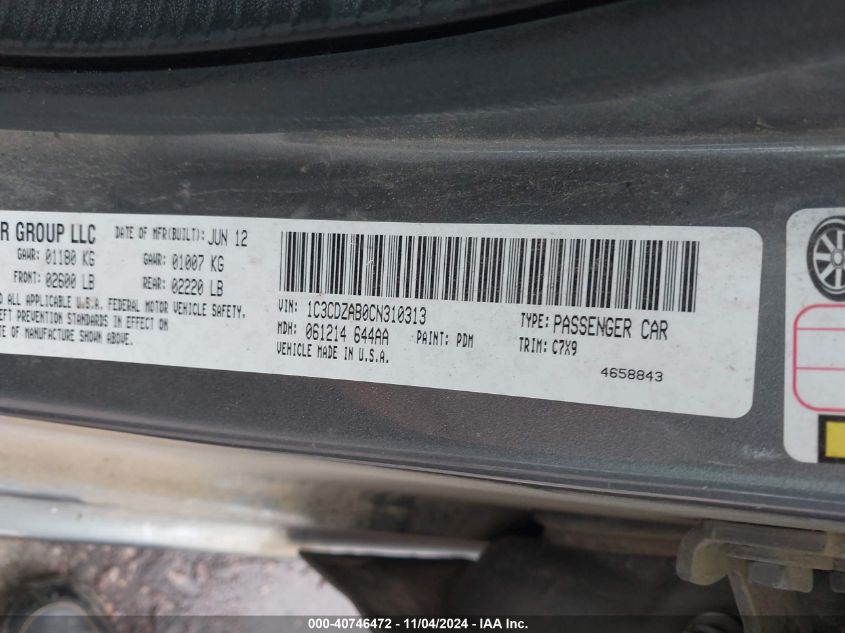 R GROUP LLC DATE OF MFR(BUILT): JUN 12
GAWR: 01180 KG GAWR: 01007 KG
FRONT: 02600 LB REAR: 02220 LB
ALL APPLICABLE U.S.A. FEDERAL MOTOR VEHICLE SAFETY,
EFT PREVENTION STANDARDS IN EFFECT ON
TE OF MANUFACTURE SHOWN ABOVE.
VIN: 1C3CDZAB0CN310313 TYPE: PASSENGER CAR
MDH: 061214 644AA PAINT: PDM TRIM: C7X9
VEHICLE MADE IN U.S.A.
4658843
000-40746472 - 11/04/2024 - IAA Inc.